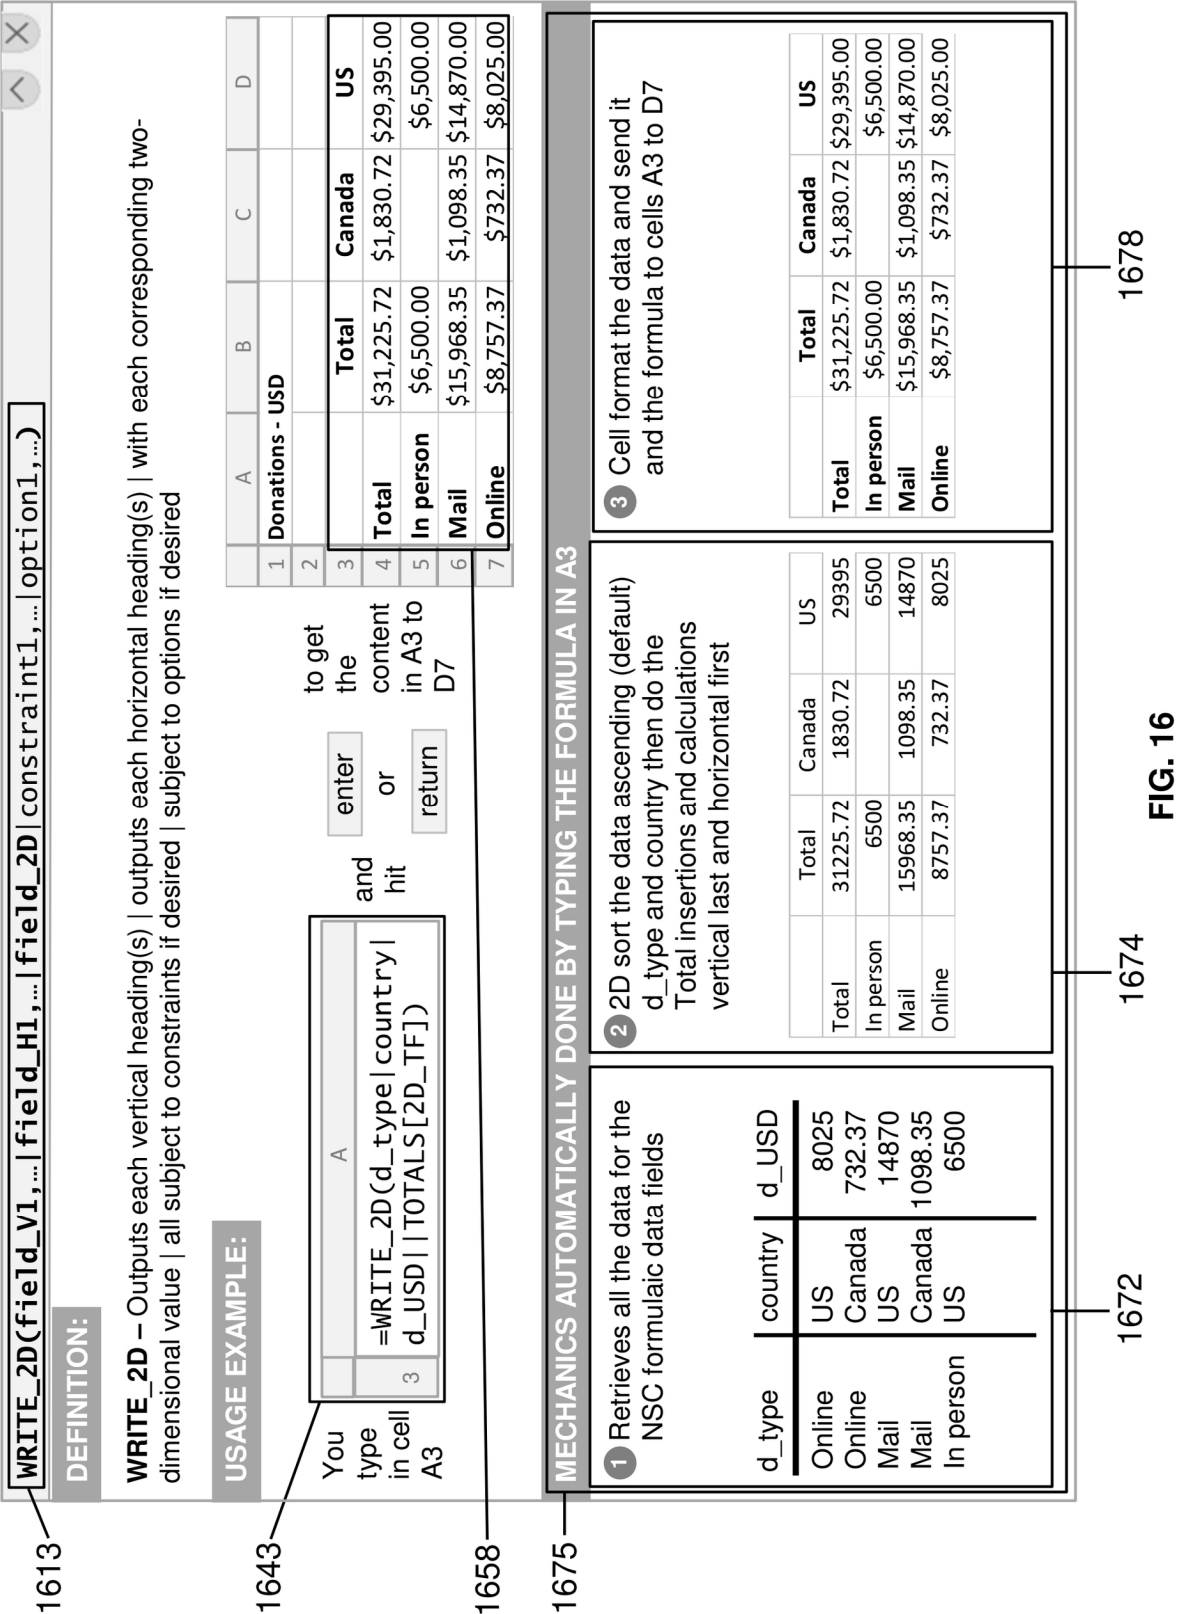 WRITE_2D(field_V1,…|field_H1,…|field_2D|constraint1,…|option1,…)
DEFINITION:
WRITE_2D – Outputs each vertical heading(s) | outputs each horizontal heading(s) | with each corresponding two-
dimensional value | all subject to constraints if desired | subject to options if desired
USAGE EXAMPLE:
You
type
in cell
A3
A
3
=WRITE_2D(d_type|country|
d_USD||TOTALS[2D_TF])
and
hit
enter
or
return
to get
the
content
in A3 to
D7
A B C D
1 Donations - USD
2
3 Total Canada US
4 Total $31,225.72 $1,830.72 $29,395.00
5 In person $6,500.00 $6,500.00
6 Mail $15,968.35 $1,098.35 $14,870.00
7 Online $8,757.37 $732.37 $8,025.00
MECHANICS AUTOMATICALLY DONE BY TYPING THE FORMULA IN A3
1 Retrieves all the data for the
NSC formulaic data fields
d_type country d_USD
Online US 8025
Online Canada 732.37
Mail US 14870
Mail Canada 1098.35
In person US 6500
2 2D sort the data ascending (default)
d_type and country then do the
Total insertions and calculations
vertical last and horizontal first
Total Canada US
Total 31225.72 1830.72 29395
In person 6500 6500
Mail 15968.35 1098.35 14870
Online 8757.37 732.37 8025
3 Cell format the data and send it
and the formula to cells A3 to D7
Total Canada US
Total $31,225.72 $1,830.72 $29,395.00
In person $6,500.00 $6,500.00
Mail $15,968.35 $1,098.35 $14,870.00
Online $8,757.37 $732.37 $8,025.00
1613
1643
1658
1675
1672
1674
1678
FIG. 16